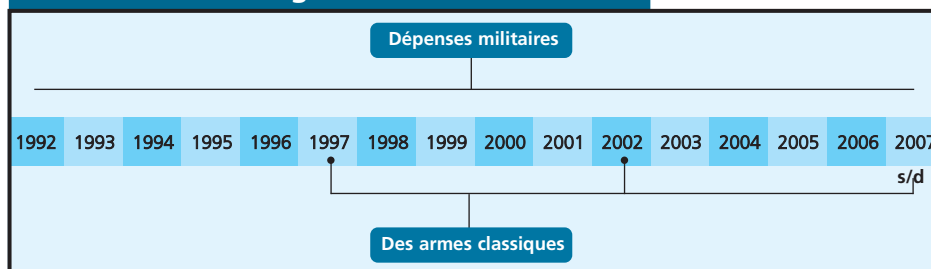 Dépenses militaires
1992 1993 1994 1995 1996 1997 1998 1999 2000 2001 2002 2003 2004 2005 2006 2007
s/d
Des armes classiques